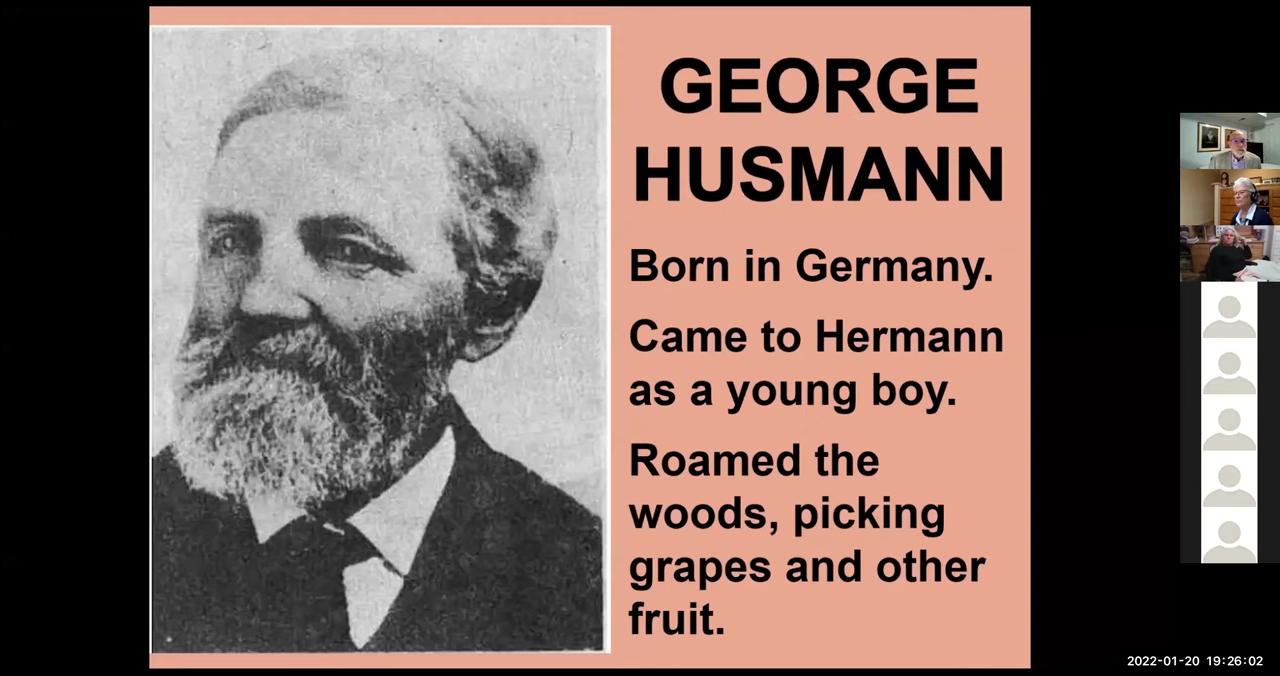 GEORGE
HUSMANN
Born in Germany.
Came to Hermann
as a young boy.
Roamed the
woods, picking
grapes and other
fruit.
2022-01-20 19:26:02